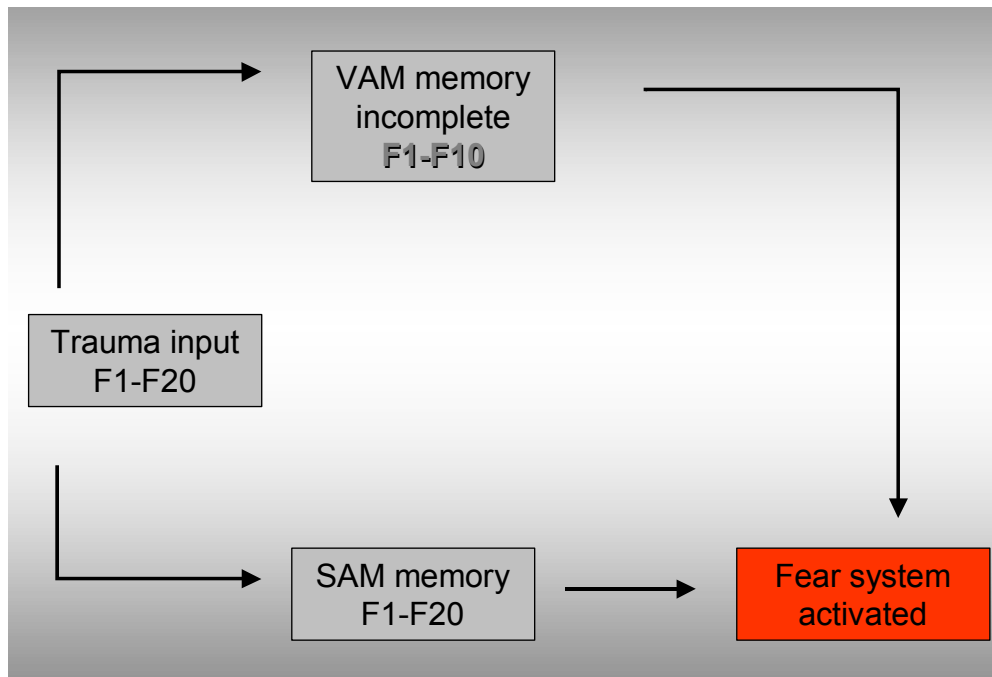 VAM memory
incomplete
F1-F10
Trauma input
F1-F20
SAM memory
F1-F20
Fear system
activated